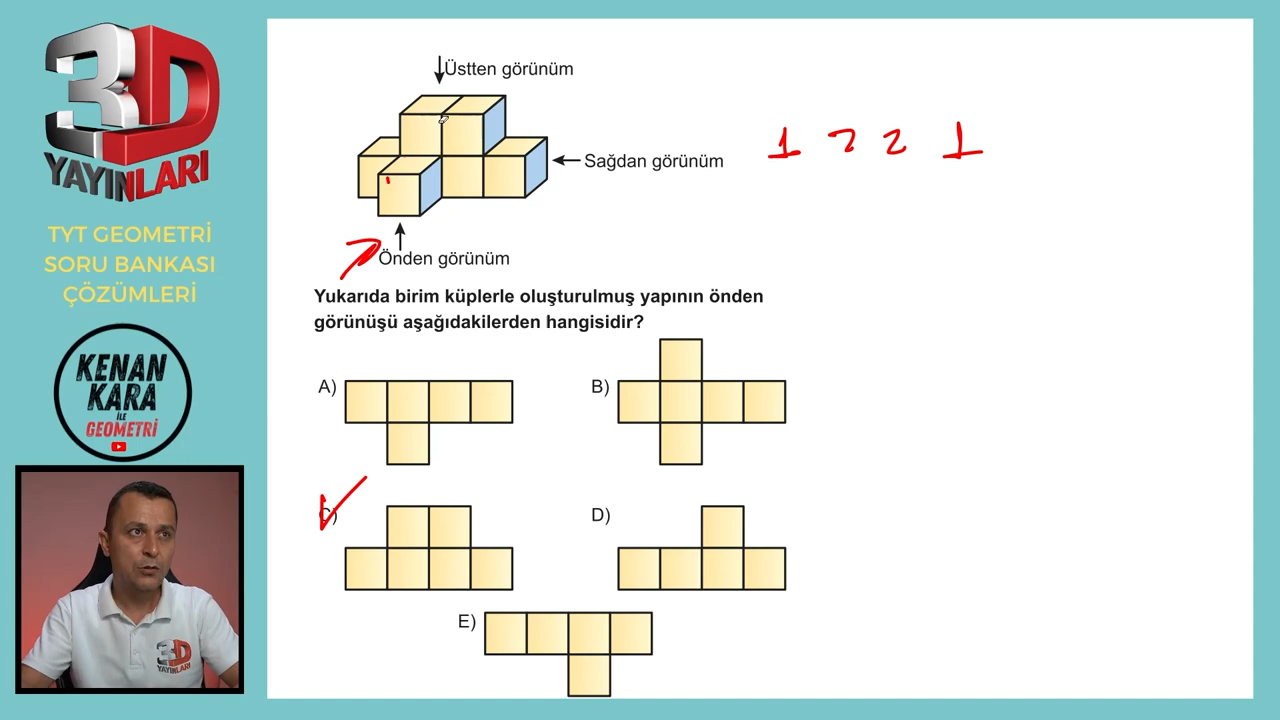 3D
YAYINLARI
TYT GEOMETRİ
SORU BANKASI
ÇÖZÜMLERİ
KENAN
KARA
İLE
GEOMETRİ
3D
YAYINLARI
Üstten görünüm
Sağdan görünüm
Önden görünüm
1 2 2 1
Yukarıda birim küplerle oluşturulmuş yapının önden
görünüşü aşağıdakilerden hangisidir?
A)
B)
C)
D)
E)